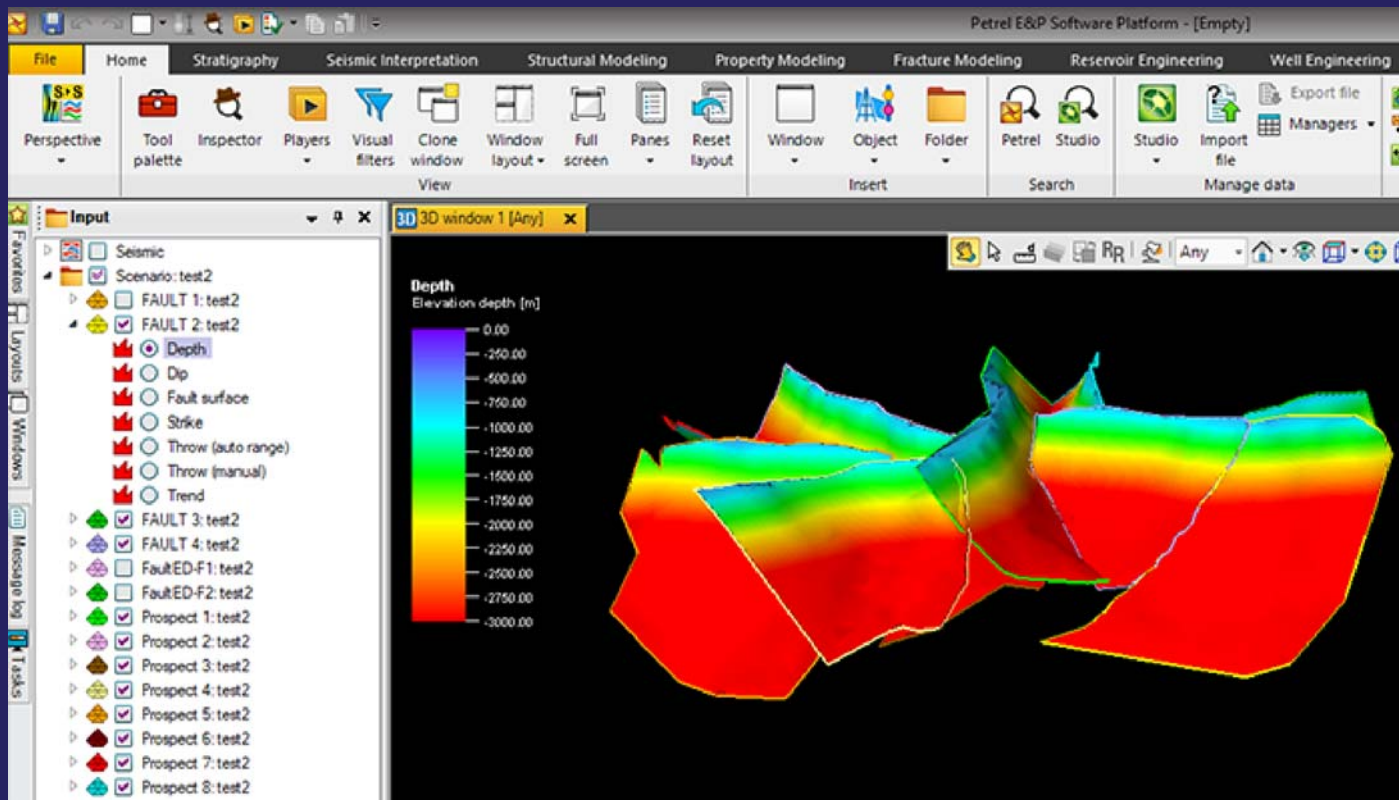 Petrel E&P Software Platform - [Empty]
File Home Stratigraphy Seismic Interpretation Structural Modeling Property Modeling Fracture Modeling Reservoir Engineering Well Engineering
S▸S
Perspective
Tool palette
Inspector
Players
Visual filters
Clone window
Window layout
Full screen
Panes
Reset layout
View
Window
Object
Folder
Insert
Petrel
Studio
Search
Studio
Import file
Export file
Managers
Manage data
Favorites
Layouts
Windows
Message log
Tasks
Input
Seismic
Scenario: test2
FAULT 1: test2
FAULT 2: test2
Depth
Dip
Fault surface
Strike
Throw (auto range)
Throw (manual)
Trend
FAULT 3: test2
FAULT 4: test2
FaultED-F1: test2
FaultED-F2: test2
Prospect 1: test2
Prospect 2: test2
Prospect 3: test2
Prospect 4: test2
Prospect 5: test2
Prospect 6: test2
Prospect 7: test2
Prospect 8: test2
3D 3D window 1 [Any]
RR Any
Depth
Elevation depth [m]
0.00
-250.00
-500.00
-750.00
-1000.00
-1250.00
-1500.00
-1750.00
-2000.00
-2250.00
-2500.00
-2750.00
-3000.00